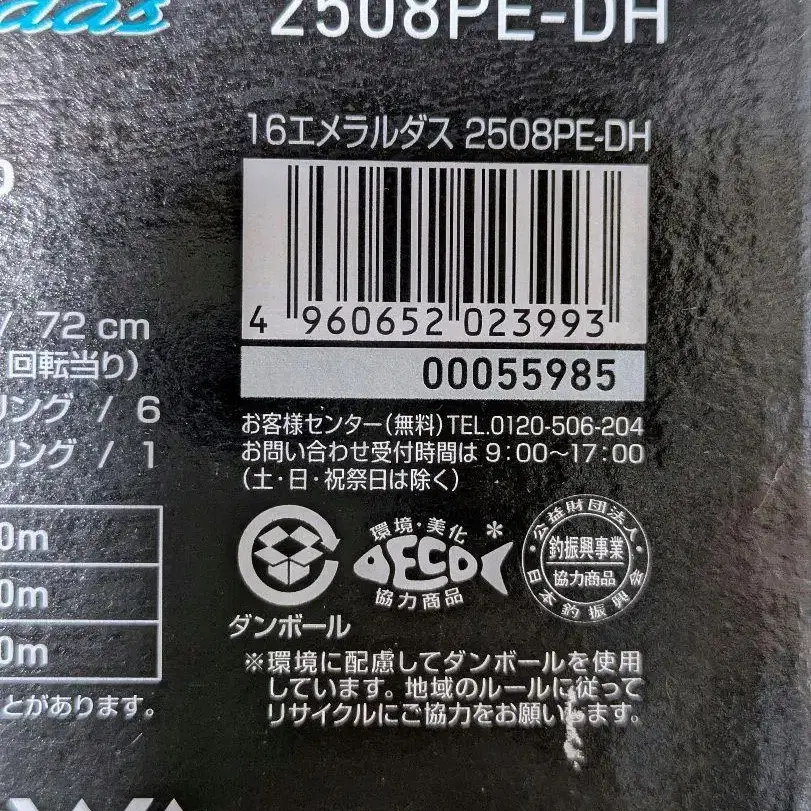 2508PE-DH
16エメラルダス 2508PE-DH
4 960652 023993
00055985
/ 72 cm
回転当り)
リング / 6
リング / 1
お客様センター(無料)TEL.0120-506-204
お問い合わせ受付時間は 9:00〜17:00
(土・日・祝祭日は除く)
0m
0m
0m
とがあります。
ダンボール
環境・美化
DECO
協力商品
公益財団法人
釣振興事業
協力商品
日本釣振興会
※環境に配慮してダンボールを使用
しています。地域のルールに従って
リサイクルにご協力をお願いします。